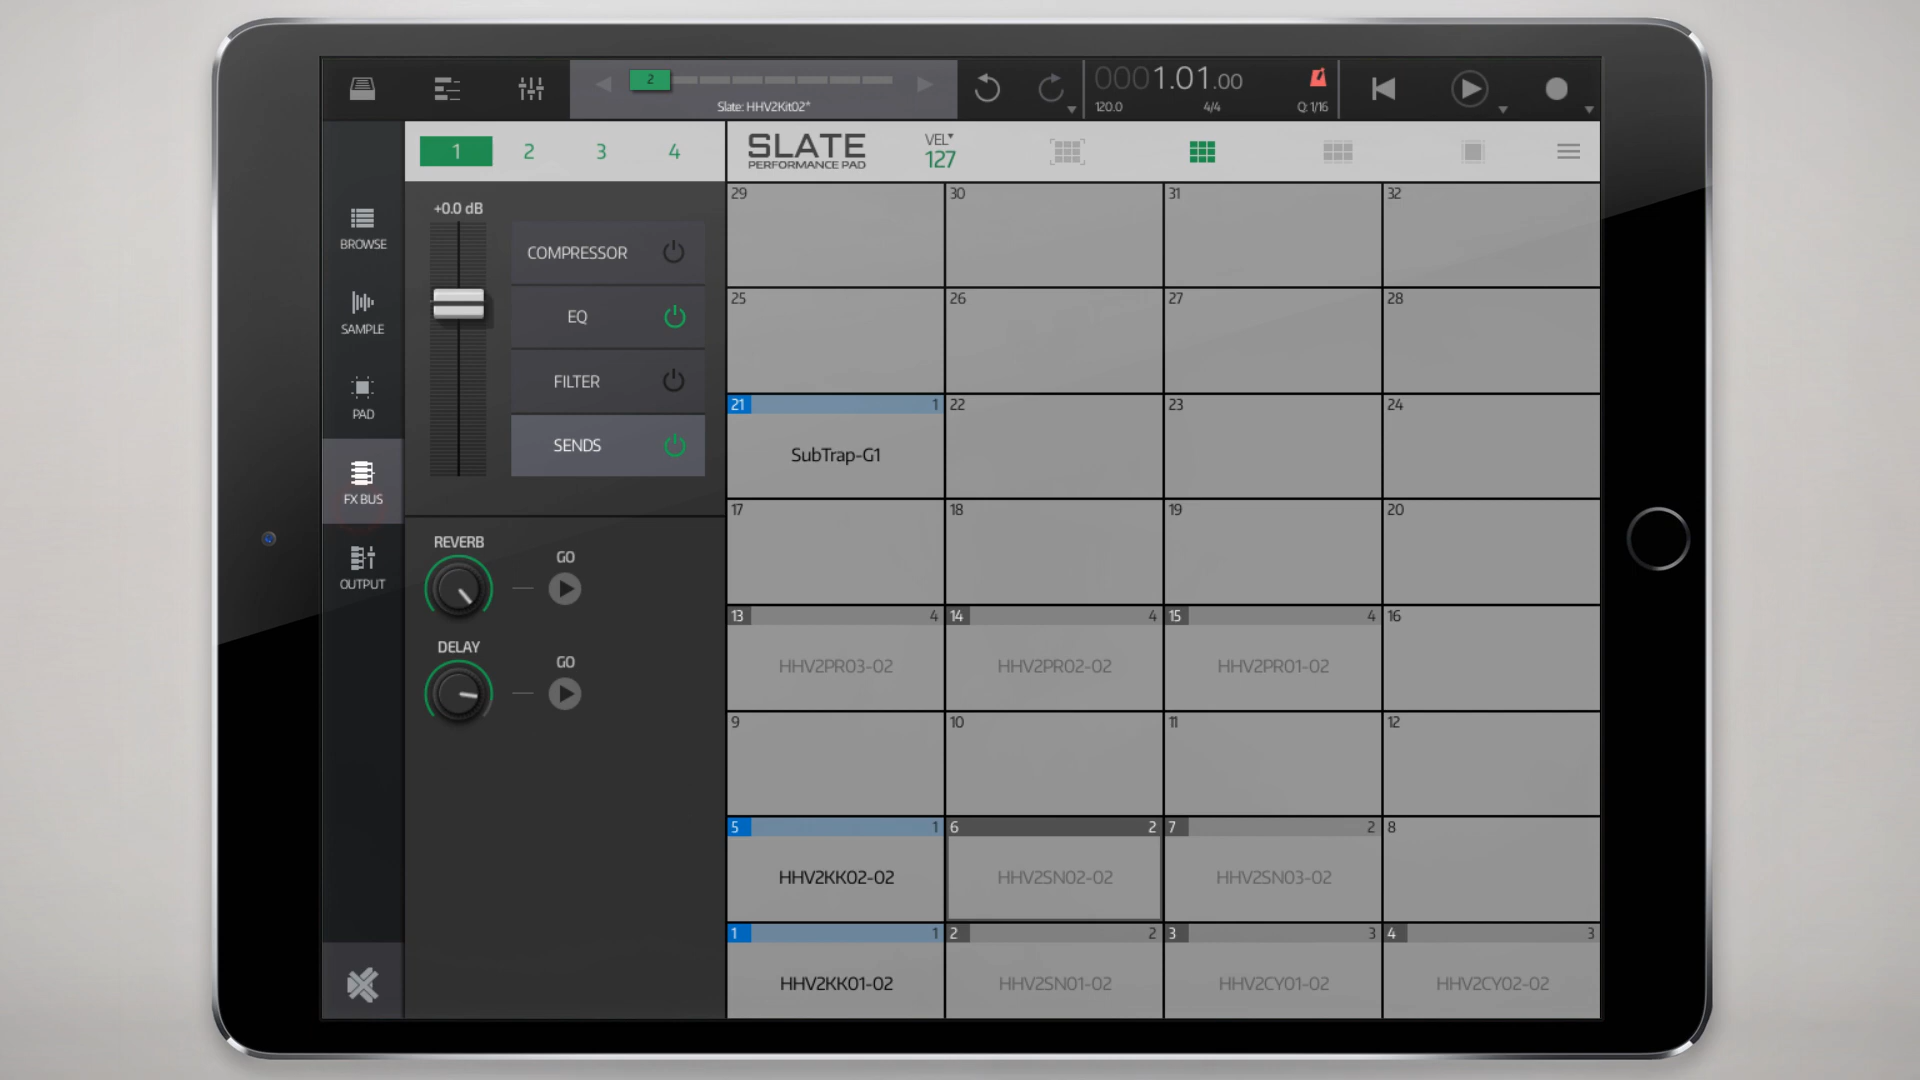 2
Slate: HHV2Kit02*
0001.01.00
120.0
4/4
Q: 1/16
1
2
3
4
SLATE
PERFORMANCE PAD
VEL
127
BROWSE
SAMPLE
PAD
FX BUS
OUTPUT
+0.0 dB
COMPRESSOR
EQ
FILTER
SENDS
REVERB
GO
DELAY
GO
29
30
31
32
25
26
27
28
21 1
SubTrap-G1
22
23
24
17
18
19
20
13 4
HHV2PR03-02
14 4
HHV2PR02-02
15 4
HHV2PR01-02
16
9
10
11
12
5 1
HHV2KK02-02
6 2
HHV2SN02-02
7 2
HHV2SN03-02
8
1 1
HHV2KK01-02
2 2
HHV2SN01-02
3 3
HHV2CY01-02
4 3
HHV2CY02-02